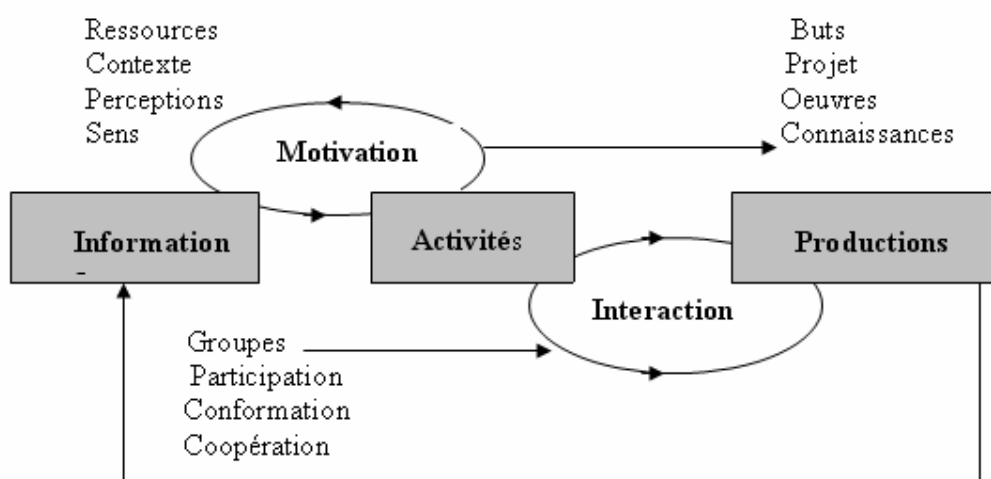 Ressources
Contexte
Perceptions
Sens
Buts
Projet
Oeuvres
Connaissances
Motivation
Information
Activités
Productions
Interaction
Groupes
Participation
Conformation
Coopération